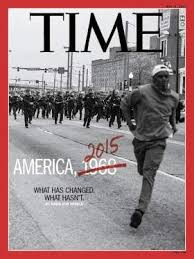 TIME
2015
AMERICA, 1968
WHAT HAS CHANGED.
WHAT HASN'T.